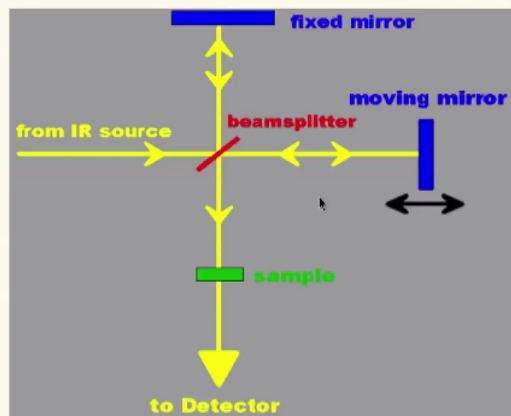 fixed mirror
moving mirror
beamsplitter
from IR source
sample
to Detector